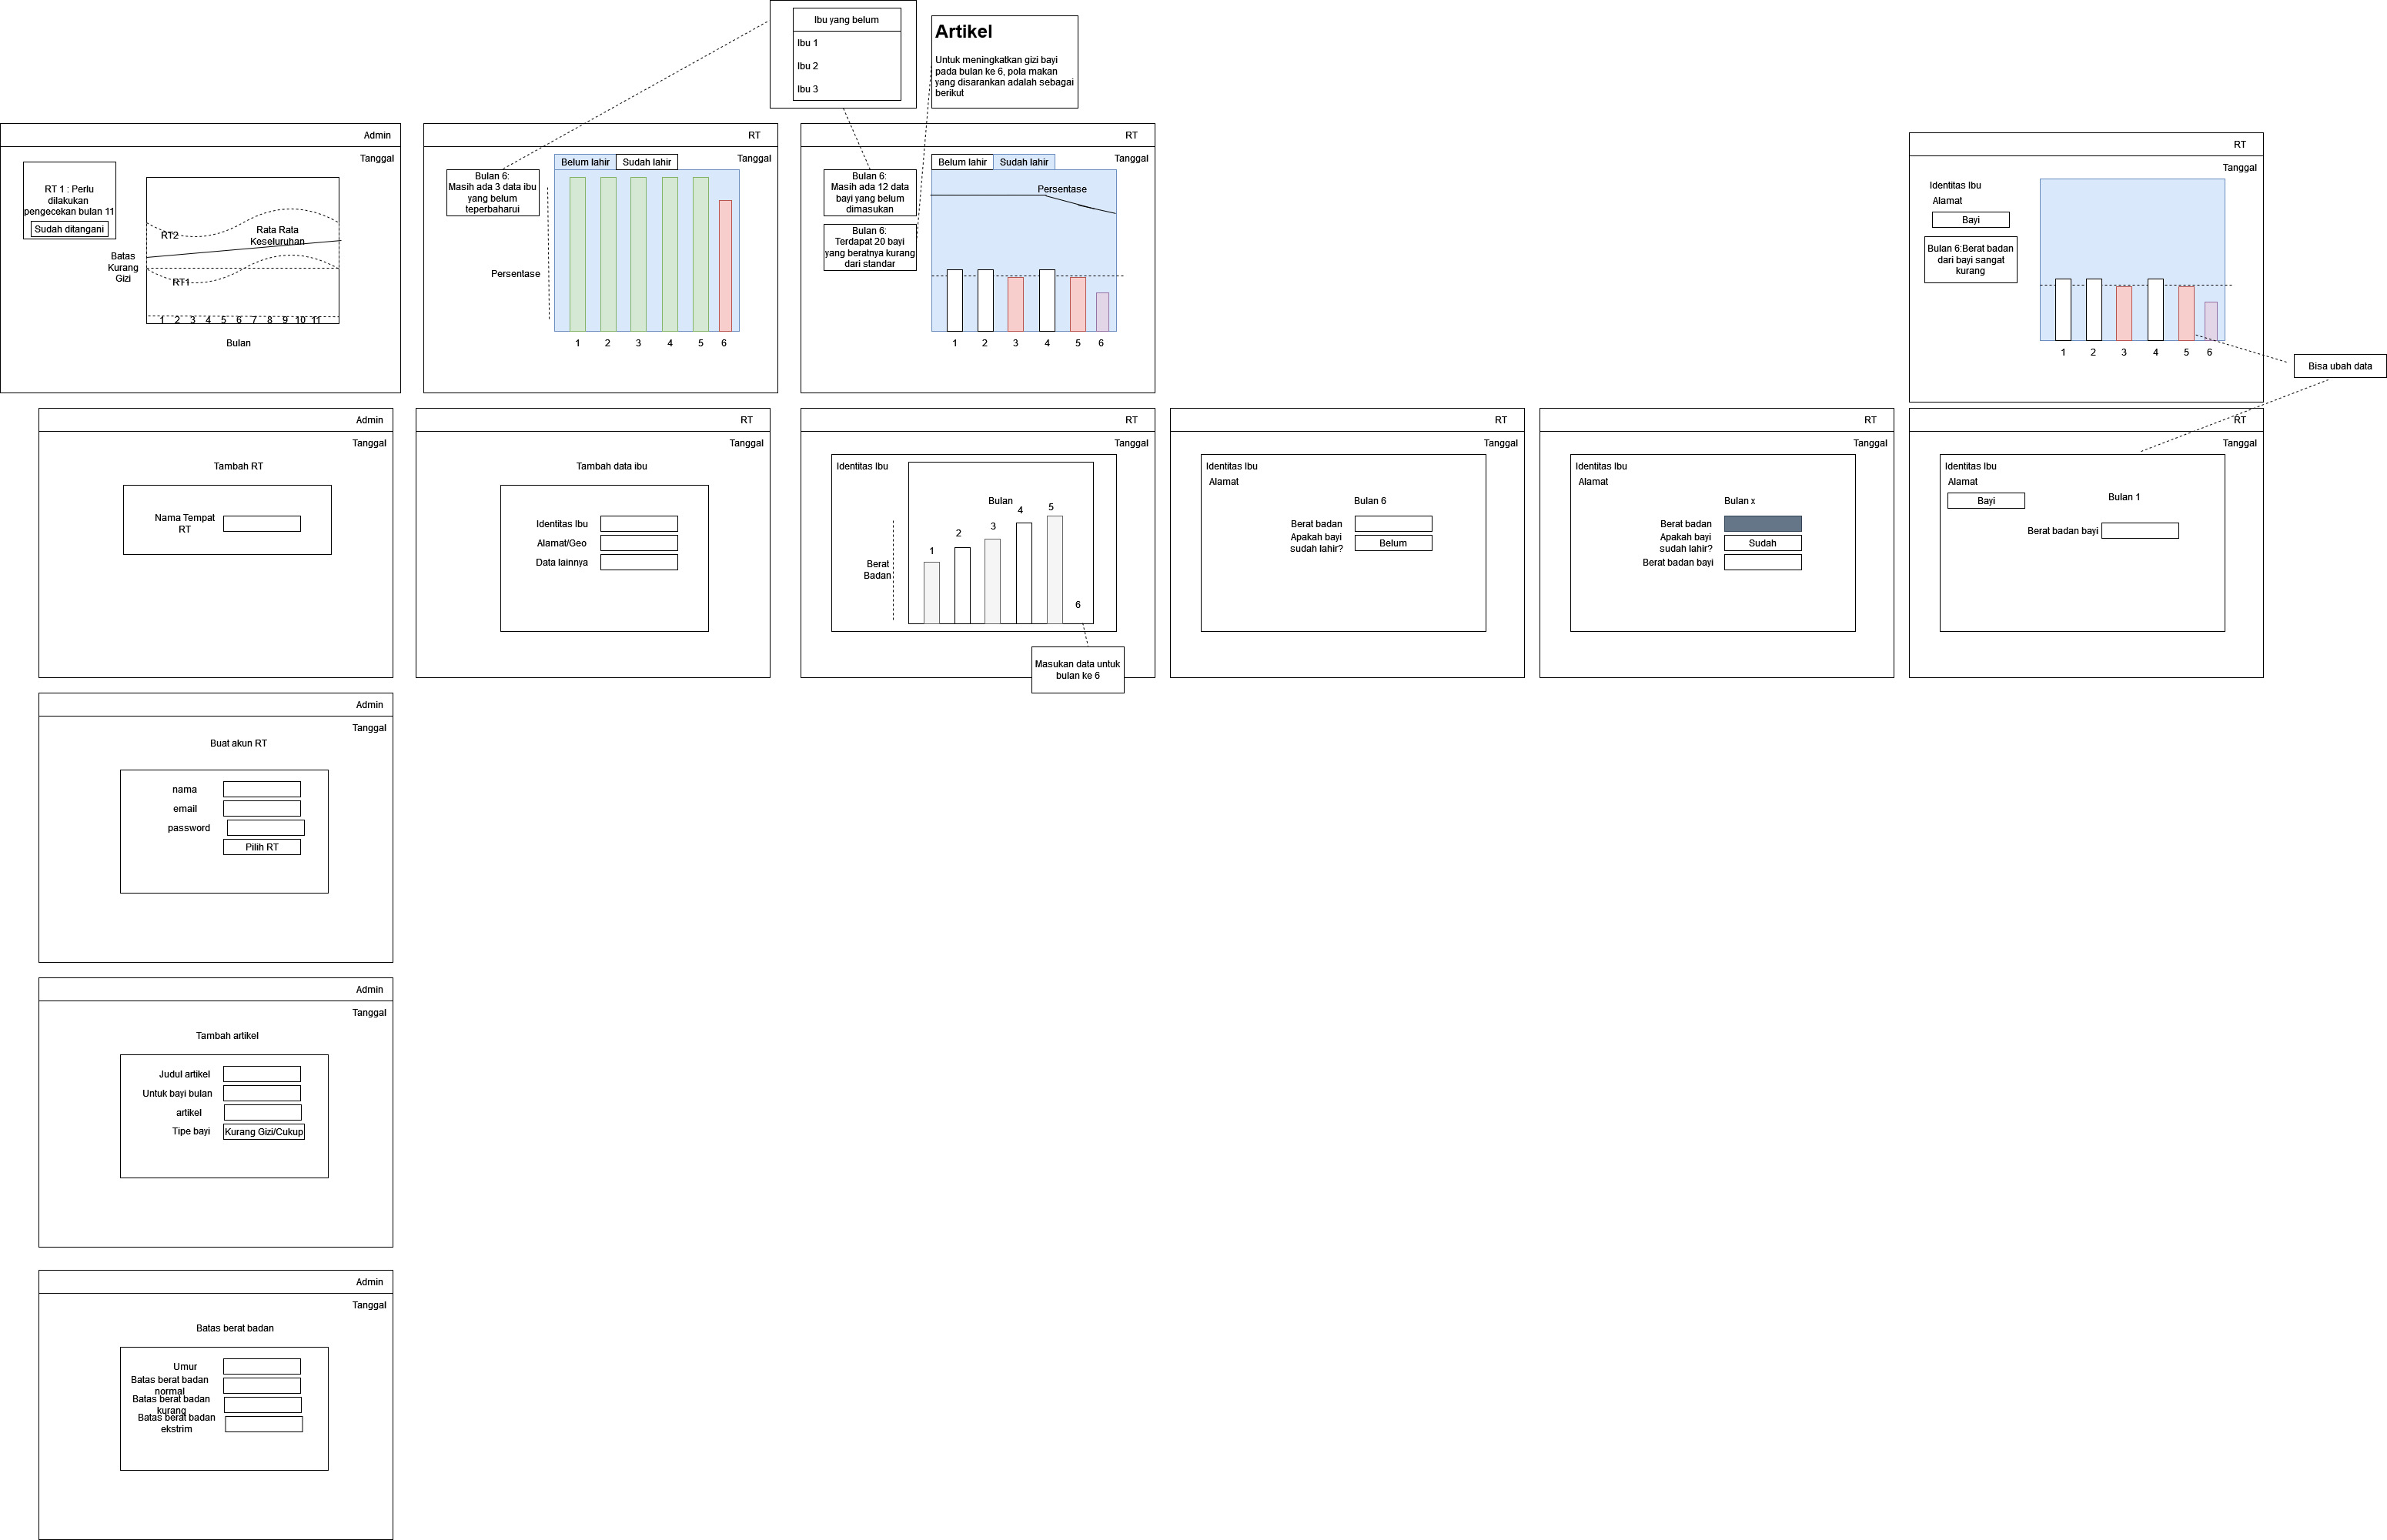 Ibu yang belum
Ibu 1
Ibu 2
Ibu 3
Artikel
Untuk meningkatkan gizi bayi
pada bulan ke 6, pola makan
yang disarankan adalah sebagai
berikut
Admin
Tanggal
RT 1 : Perlu
dilakukan
pengecekan bulan 11
Sudah ditangani
RT2
Rata Rata
Keseluruhan
Batas
Kurang
Gizi
RT1
1 2 3 4 5 6 7 8 9 10 11
Bulan
RT
Tanggal
Belum lahir
Sudah lahir
Bulan 6:
Masih ada 3 data ibu
yang belum
teperbaharui
Persentase
1 2 3 4 5 6
RT
Tanggal
Belum lahir
Sudah lahir
Bulan 6:
Masih ada 12 data
bayi yang belum
dimasukan
Persentase
Bulan 6:
Terdapat 20 bayi
yang beratnya kurang
dari standar
1 2 3 4 5 6
RT
Tanggal
Identitas Ibu
Alamat
Bayi
Bulan 6:Berat badan
dari bayi sangat
kurang
1 2 3 4 5 6
Bisa ubah data
Admin
Tanggal
Tambah RT
Nama Tempat
RT
RT
Tanggal
Tambah data ibu
Identitas Ibu
Alamat/Geo
Data lainnya
RT
Tanggal
Identitas Ibu
Bulan
1
2
3
4
5
6
Berat
Badan
Masukan data untuk
bulan ke 6
RT
Tanggal
Identitas Ibu
Alamat
Bulan 6
Berat badan
Apakah bayi
sudah lahir?
Belum
RT
Tanggal
Identitas Ibu
Alamat
Bulan x
Berat badan
Apakah bayi
sudah lahir?
Sudah
Berat badan bayi
RT
Tanggal
Identitas Ibu
Alamat
Bayi
Bulan 1
Berat badan bayi
Admin
Tanggal
Buat akun RT
nama
email
password
Pilih RT
Admin
Tanggal
Tambah artikel
Judul artikel
Untuk bayi bulan
artikel
Tipe bayi
Kurang Gizi/Cukup
Admin
Tanggal
Batas berat badan
Umur
Batas berat badan
normal
Batas berat badan
kurang
Batas berat badan
ekstrim